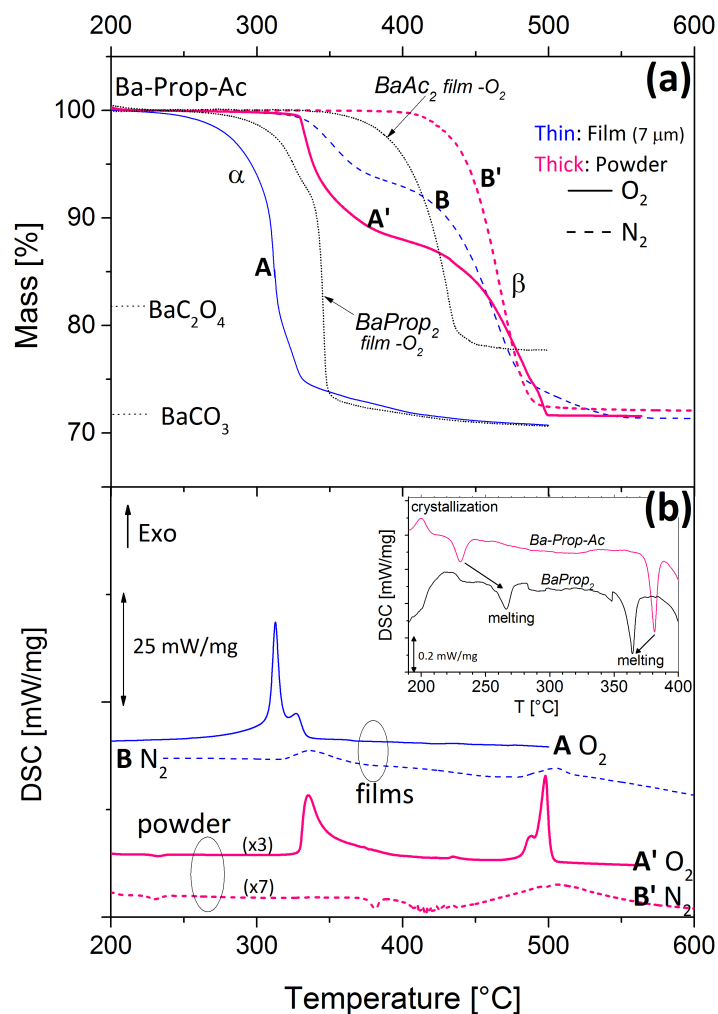 200 300 400 500 600
Ba-Prop-Ac
BaAc2 film -O2
(a)
100
90
80
70
Mass [%]
Thin: Film (7 μm)
Thick: Powder
O2
N2
α
A
A'
B
B'
β
BaC2O4
BaProp2
film -O2
BaCO3
(b)
Exo
25 mW/mg
DSC [mW/mg]
crystallization
Ba-Prop-Ac
BaProp2
melting
melting
0.2 mW/mg
DSC [mW/mg]
200 250 300 350 400
T [°C]
A O2
B N2
films
powder
(x3)
A' O2
(x7)
B' N2
200 300 400 500 600
Temperature [°C]